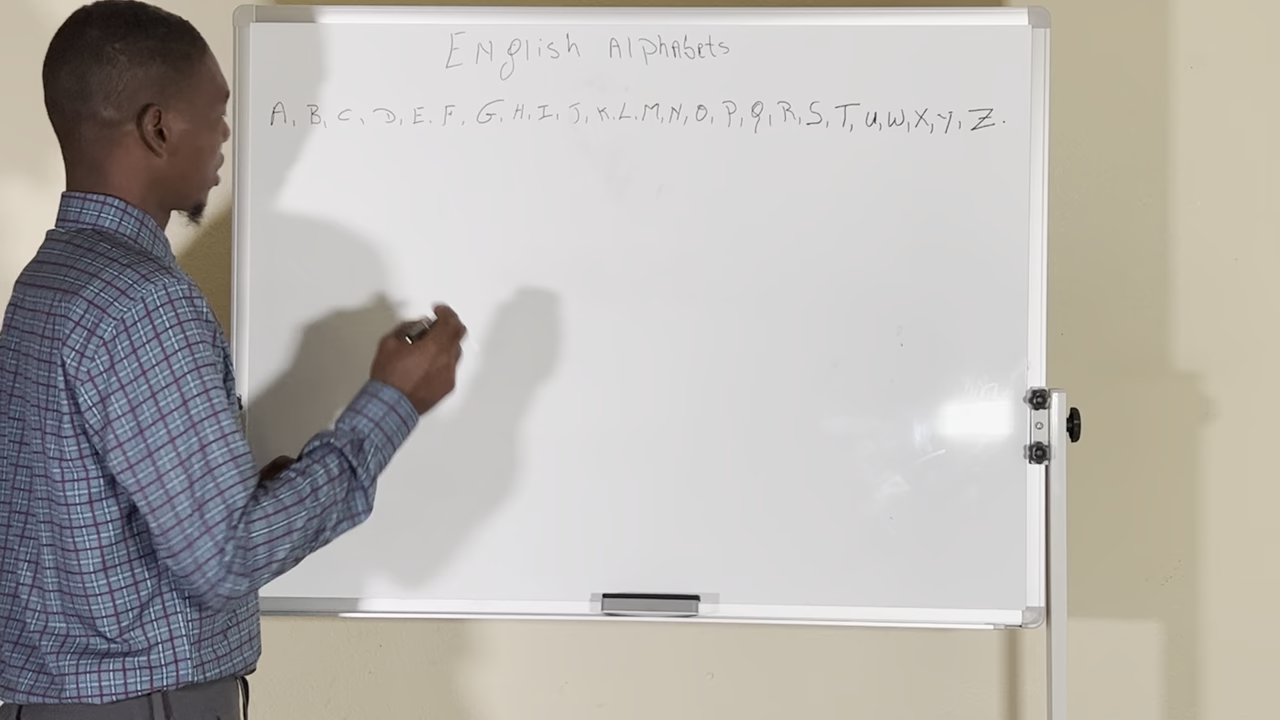 English Alphabets
A, B, C, D, E. F, G, H, I, J, K. L. M, N, O, P, Q, R, S, T, U, W, X, Y, Z.